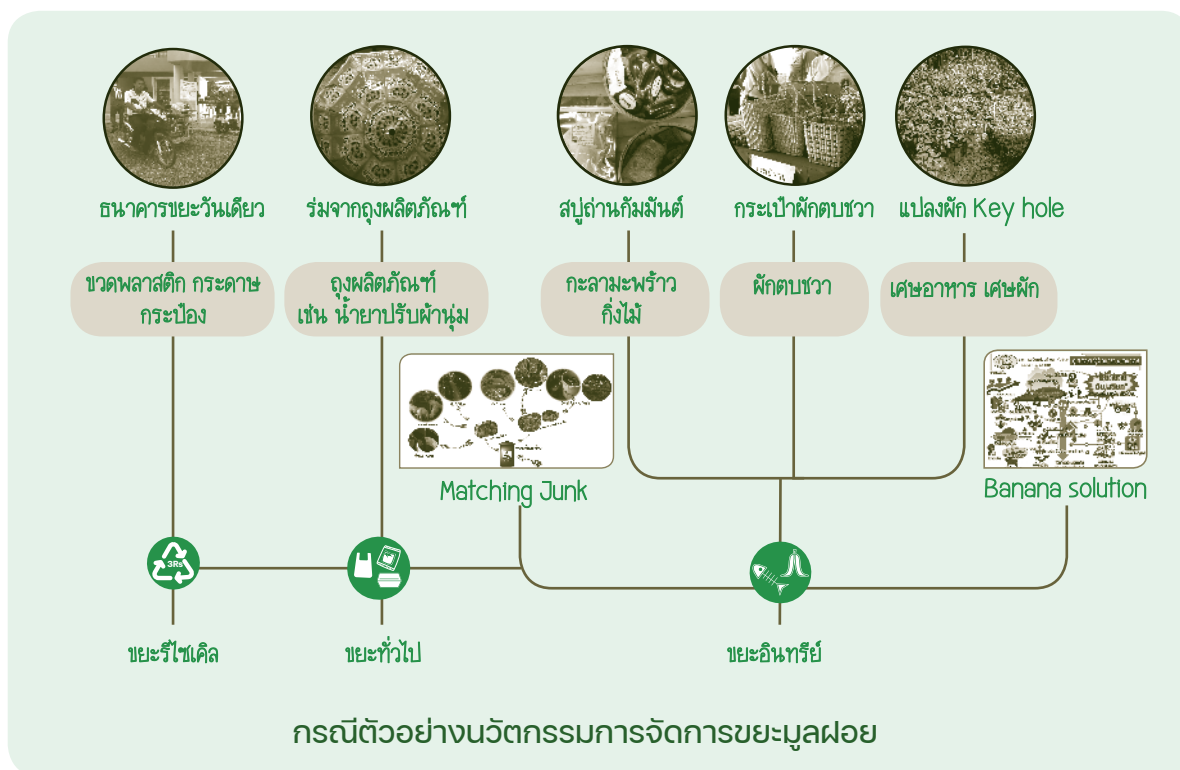 ธนาคารขยะวันเดียว
ร่มจากถุงผลิตภัณฑ์
สบู่ถ่านกัมมันต์
กระเป๋าผักตบชวา
แปลงผัก Key hole
ขวดพลาสติก กระดาษ
กระป๋อง
ถุงผลิตภัณฑ์
เช่น น้ำยาปรับผ้านุ่ม
กะลามะพร้าว
กิ่งไม้
ผักตบชวา
เศษอาหาร เศษผัก
Matching Junk
Banana solution
3Rs
ขยะรีไซเคิล
ขยะทั่วไป
ขยะอินทรีย์
กรณีตัวอย่างนวัตกรรมการจัดการขยะมูลฝอย